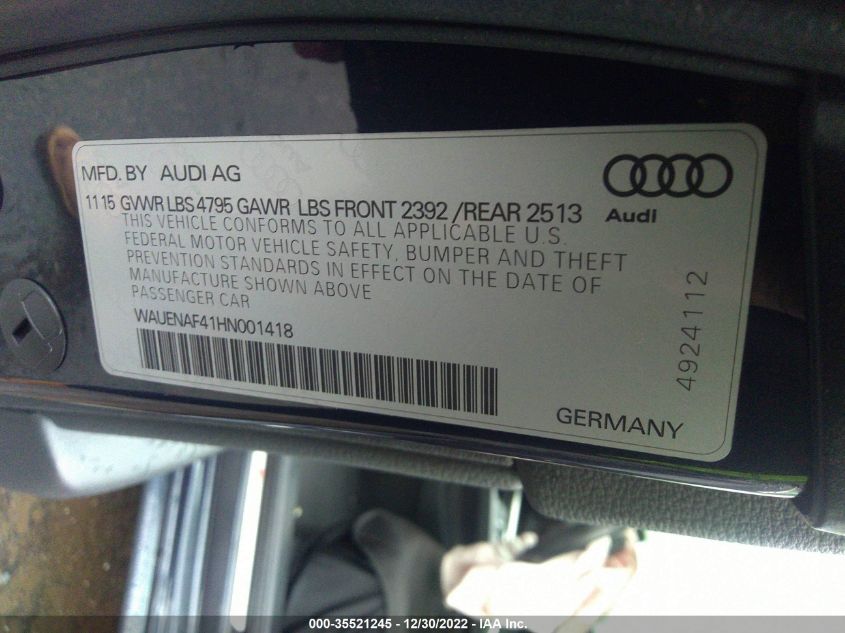 MFD. BY AUDI AG
11 15 GVWR LBS 4795 GAWR LBS FRONT 2392 /REAR 2513
THIS VEHICLE CONFORMS TO ALL APPLICABLE U.S.
FEDERAL MOTOR VEHICLE SAFETY, BUMPER AND THEFT
PREVENTION STANDARDS IN EFFECT ON THE DATE OF
MANUFACTURE SHOWN ABOVE
PASSENGER CAR
WAUENAF41HN001418
Audi
4924112
GERMANY
000-35521245 - 12/30/2022 - IAA Inc.